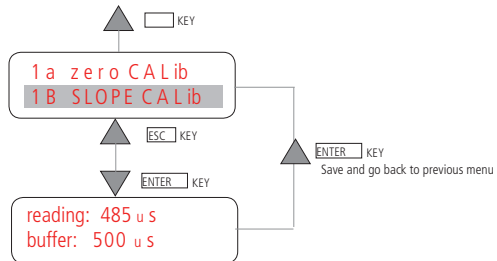 KEY
1a zero CALib
1B SLOPE CALib
ESC KEY
ENTER KEY
Save and go back to previous menu
ENTER KEY
reading: 485 us
buffer: 500 us